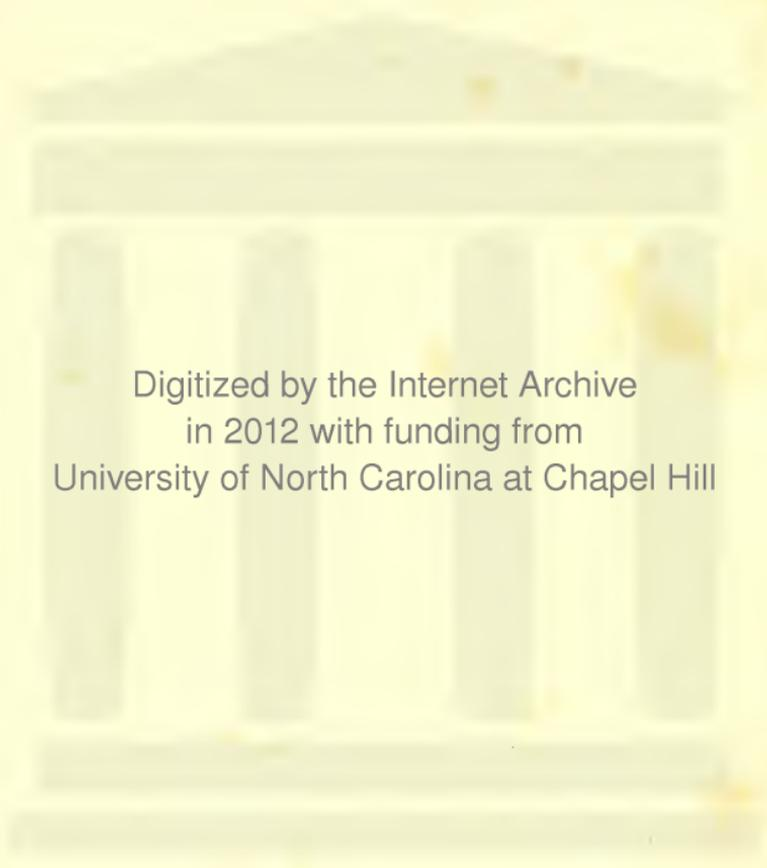 Digitized by the Internet Archive
in 2012 with funding from
University of North Carolina at Chapel Hill